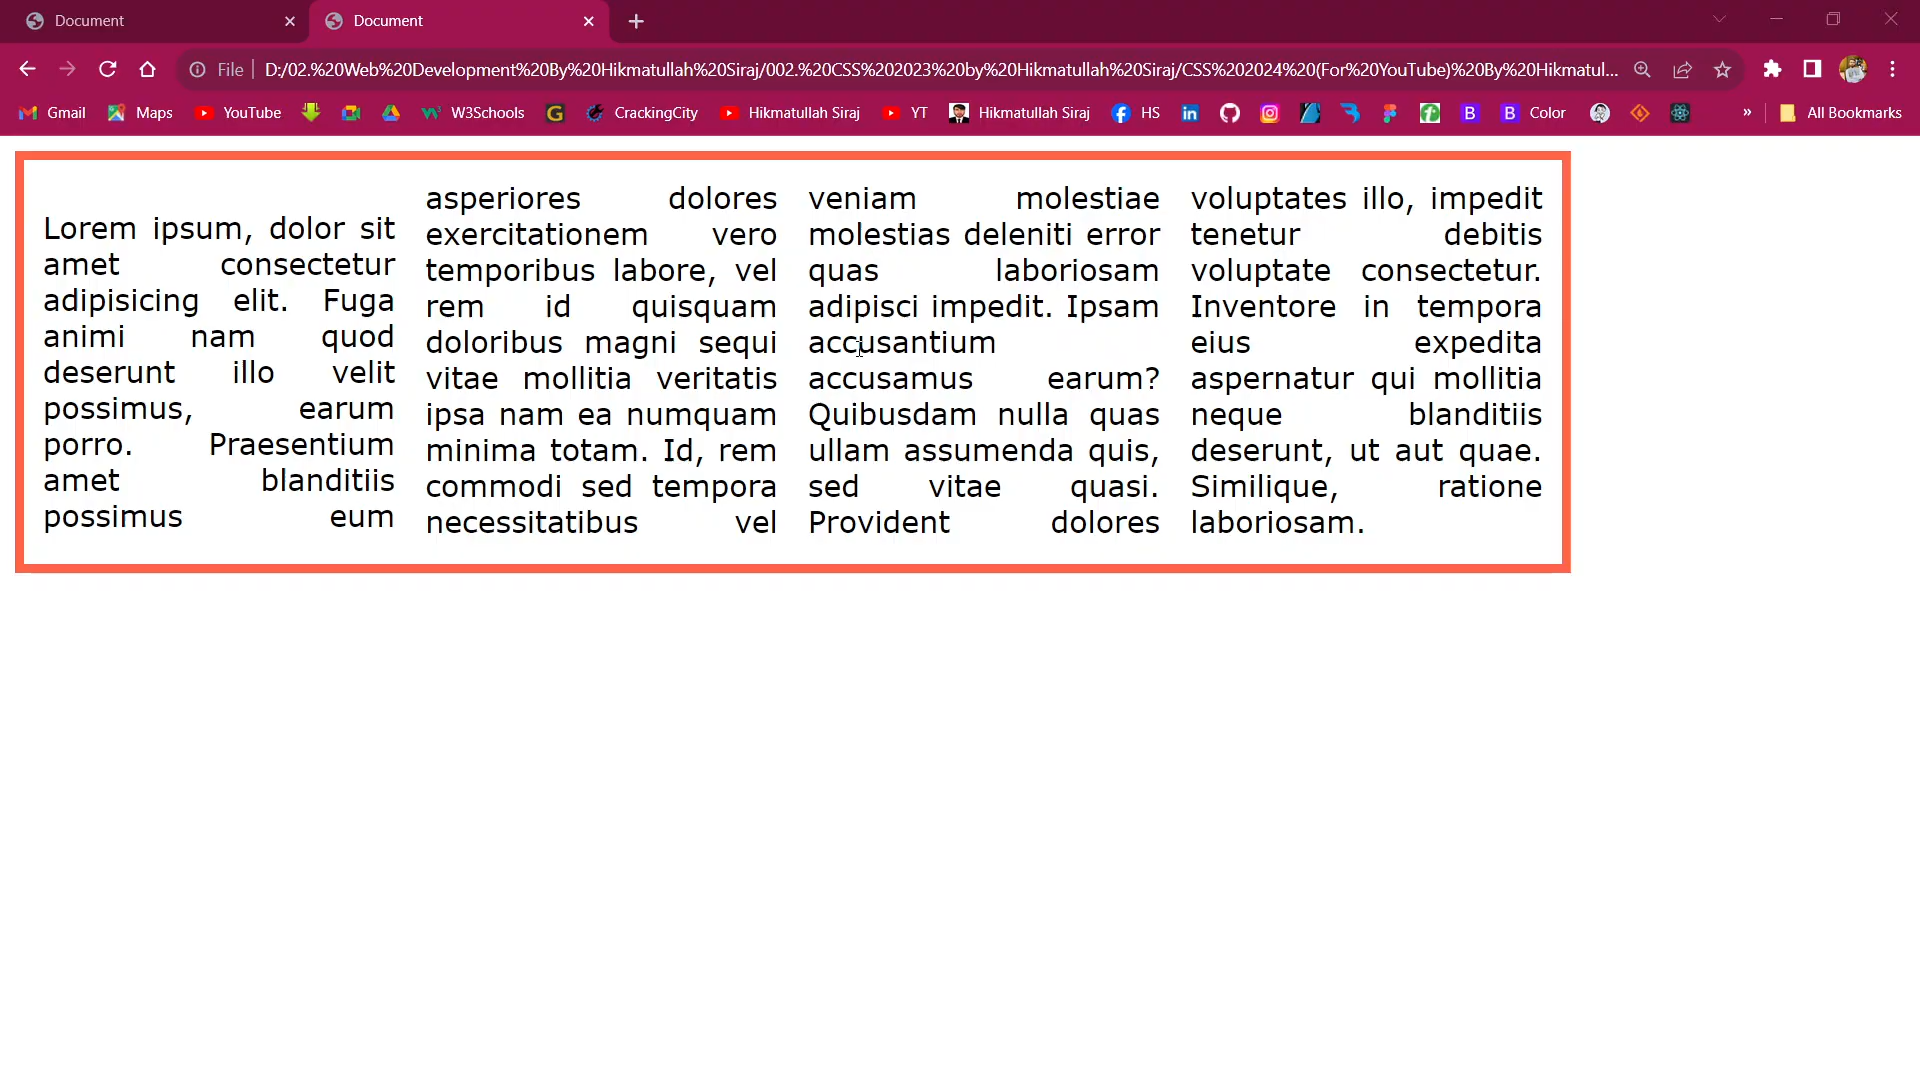 Document
Document
File
D:/02.%20Web%20Development%20By%20Hikmatullah%20Siraj/002.%20CSS%202023%20by%20Hikmatullah%20Siraj/CSS%202024%20(For%20YouTube)%20By%20Hikmatul...
Gmail
Maps
YouTube
W3Schools
CrackingCity
Hikmatullah Siraj
YT
Hikmatullah Siraj
HS
Color
»
All Bookmarks
Lorem ipsum, dolor sit
amet consectetur
adipisicing elit. Fuga
animi nam quod
deserunt illo velit
possimus, earum
porro. Praesentium
amet blanditiis
possimus eum
asperiores dolores
exercitationem vero
temporibus labore, vel
rem id quisquam
doloribus magni sequi
vitae mollitia veritatis
ipsa nam ea numquam
minima totam. Id, rem
commodi sed tempora
necessitatibus vel
veniam molestiae
molestias deleniti error
quas laboriosam
adipisci impedit. Ipsam
accusantium
accusamus earum?
Quibusdam nulla quas
ullam assumenda quis,
sed vitae quasi.
Provident dolores
voluptates illo, impedit
tenetur debitis
voluptate consectetur.
Inventore in tempora
eius expedita
aspernatur qui mollitia
neque blanditiis
deserunt, ut aut quae.
Similique, ratione
laboriosam.